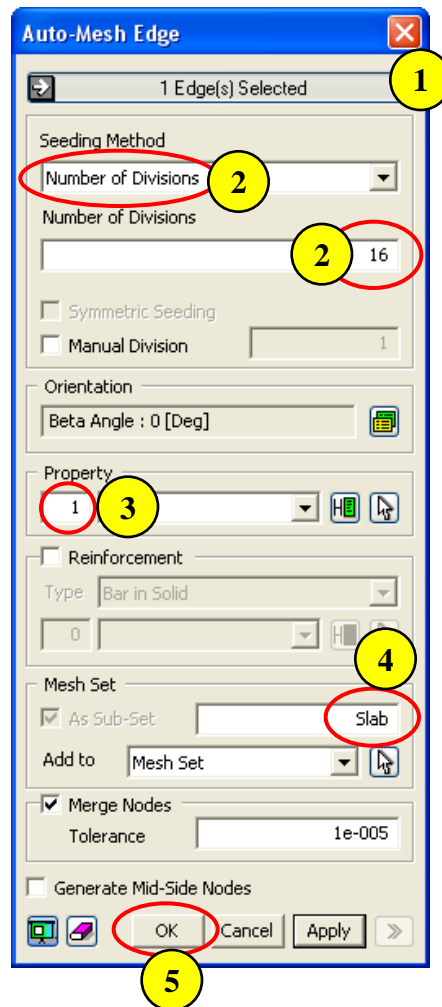 Auto-Mesh Edge
1 Edge(s) Selected
1
Seeding Method
Number of Divisions
2
Number of Divisions
2
16
Symmetric Seeding
Manual Division
1
Orientation
Beta Angle : 0 [Deg]
Property
1
3
Reinforcement
Type
Bar in Solid
0
4
Mesh Set
As Sub-Set
Slab
Add to
Mesh Set
Merge Nodes
Tolerance
1e-005
Generate Mid-Side Nodes
OK
Cancel
Apply
5